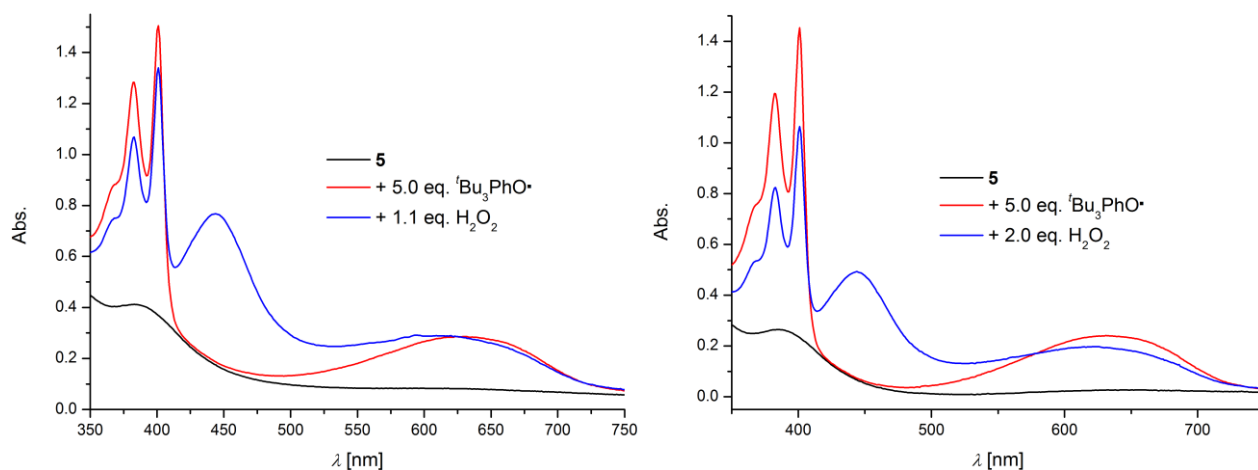 1.4
1.2
1.0
0.8
0.6
0.4
0.2
0.0
Abs.
5
+ 5.0 eq. ᵗBu₃PhO•
+ 1.1 eq. H₂O₂
350 400 450 500 550 600 650 700 750
λ [nm]
1.4
1.2
1.0
0.8
0.6
0.4
0.2
0.0
Abs.
5
+ 5.0 eq. ᵗBu₃PhO•
+ 2.0 eq. H₂O₂
400 500 600 700
λ [nm]